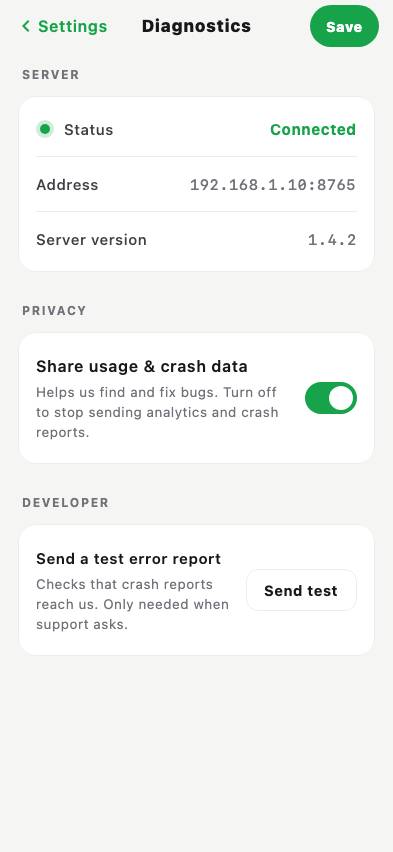 Settings
Diagnostics
Save
SERVER
Status
Connected
Address
192.168.1.10:8765
Server version
1.4.2
PRIVACY
Share usage & crash data
Helps us find and fix bugs. Turn off
to stop sending analytics and crash
reports.
DEVELOPER
Send a test error report
Checks that crash reports
reach us. Only needed when
support asks.
Send test